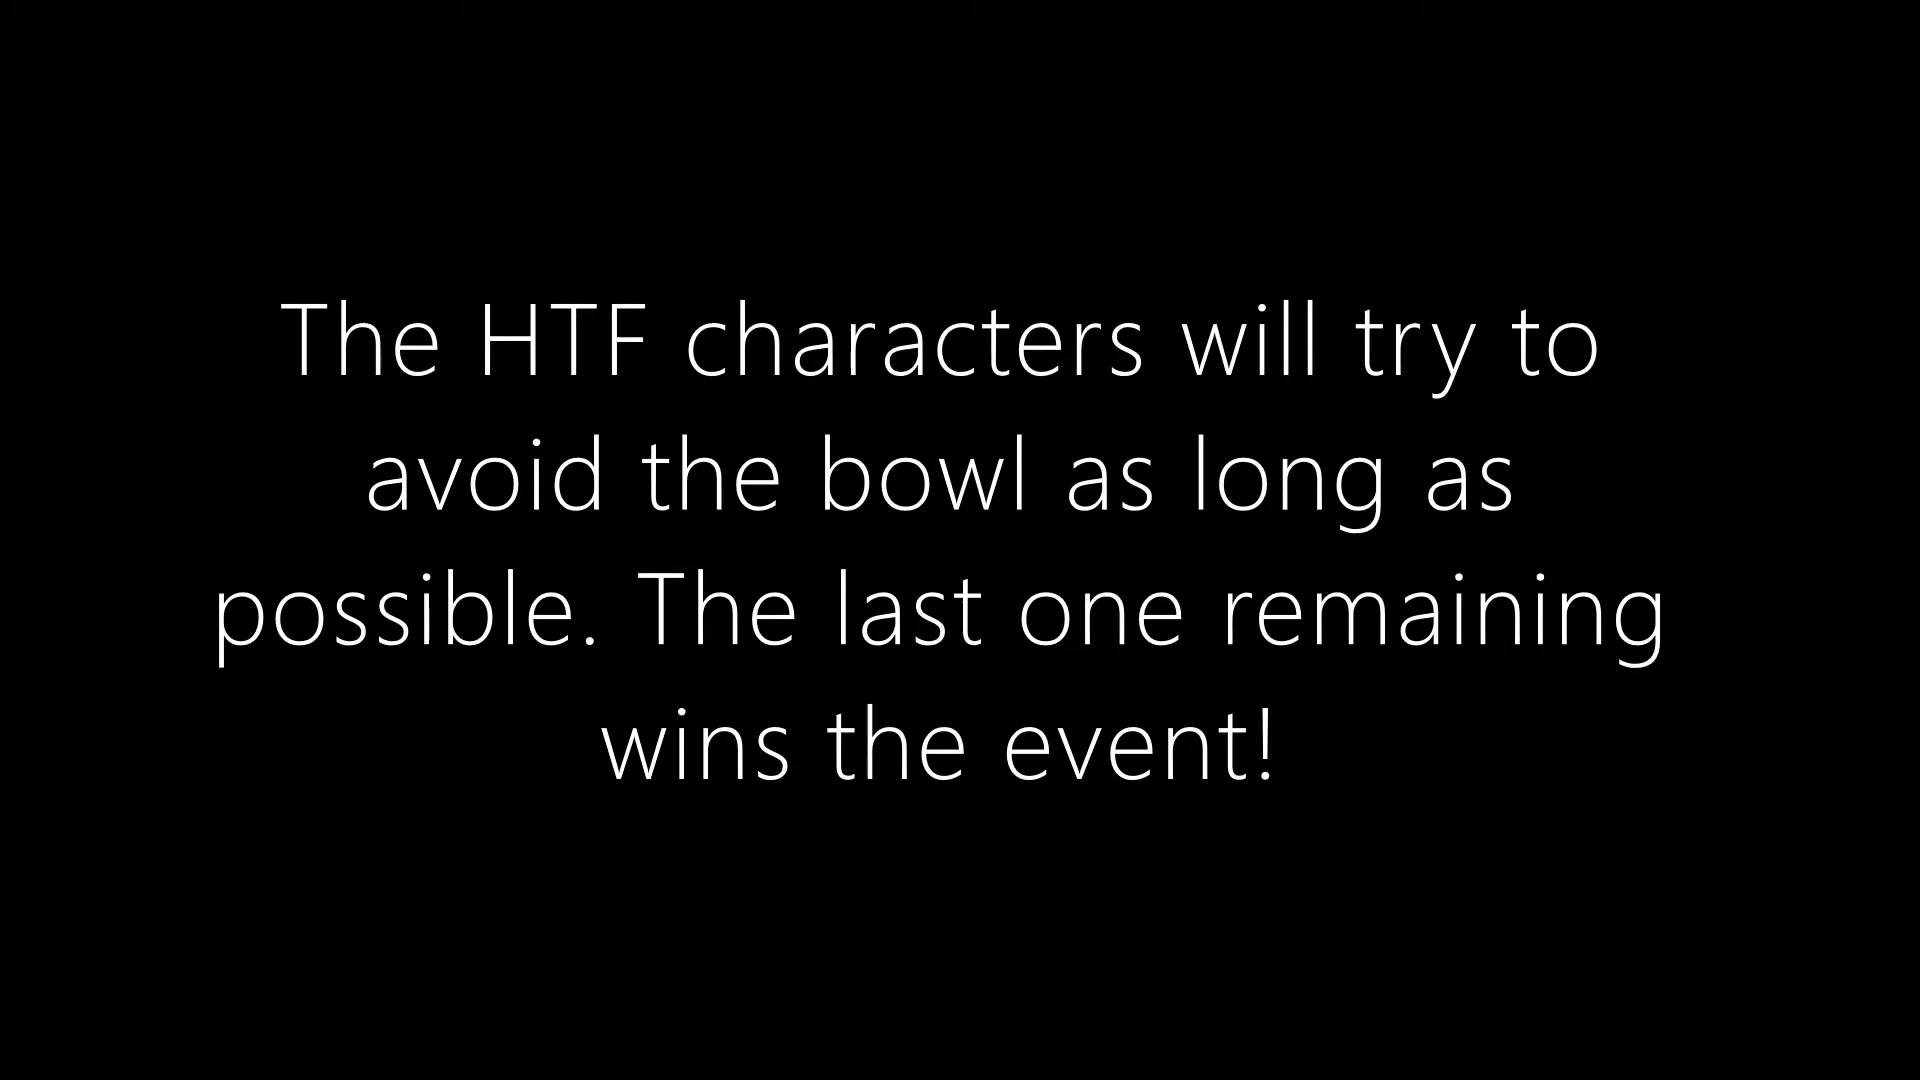 The HTF characters will try to
avoid the bowl as long as
possible. The last one remaining
wins the event!